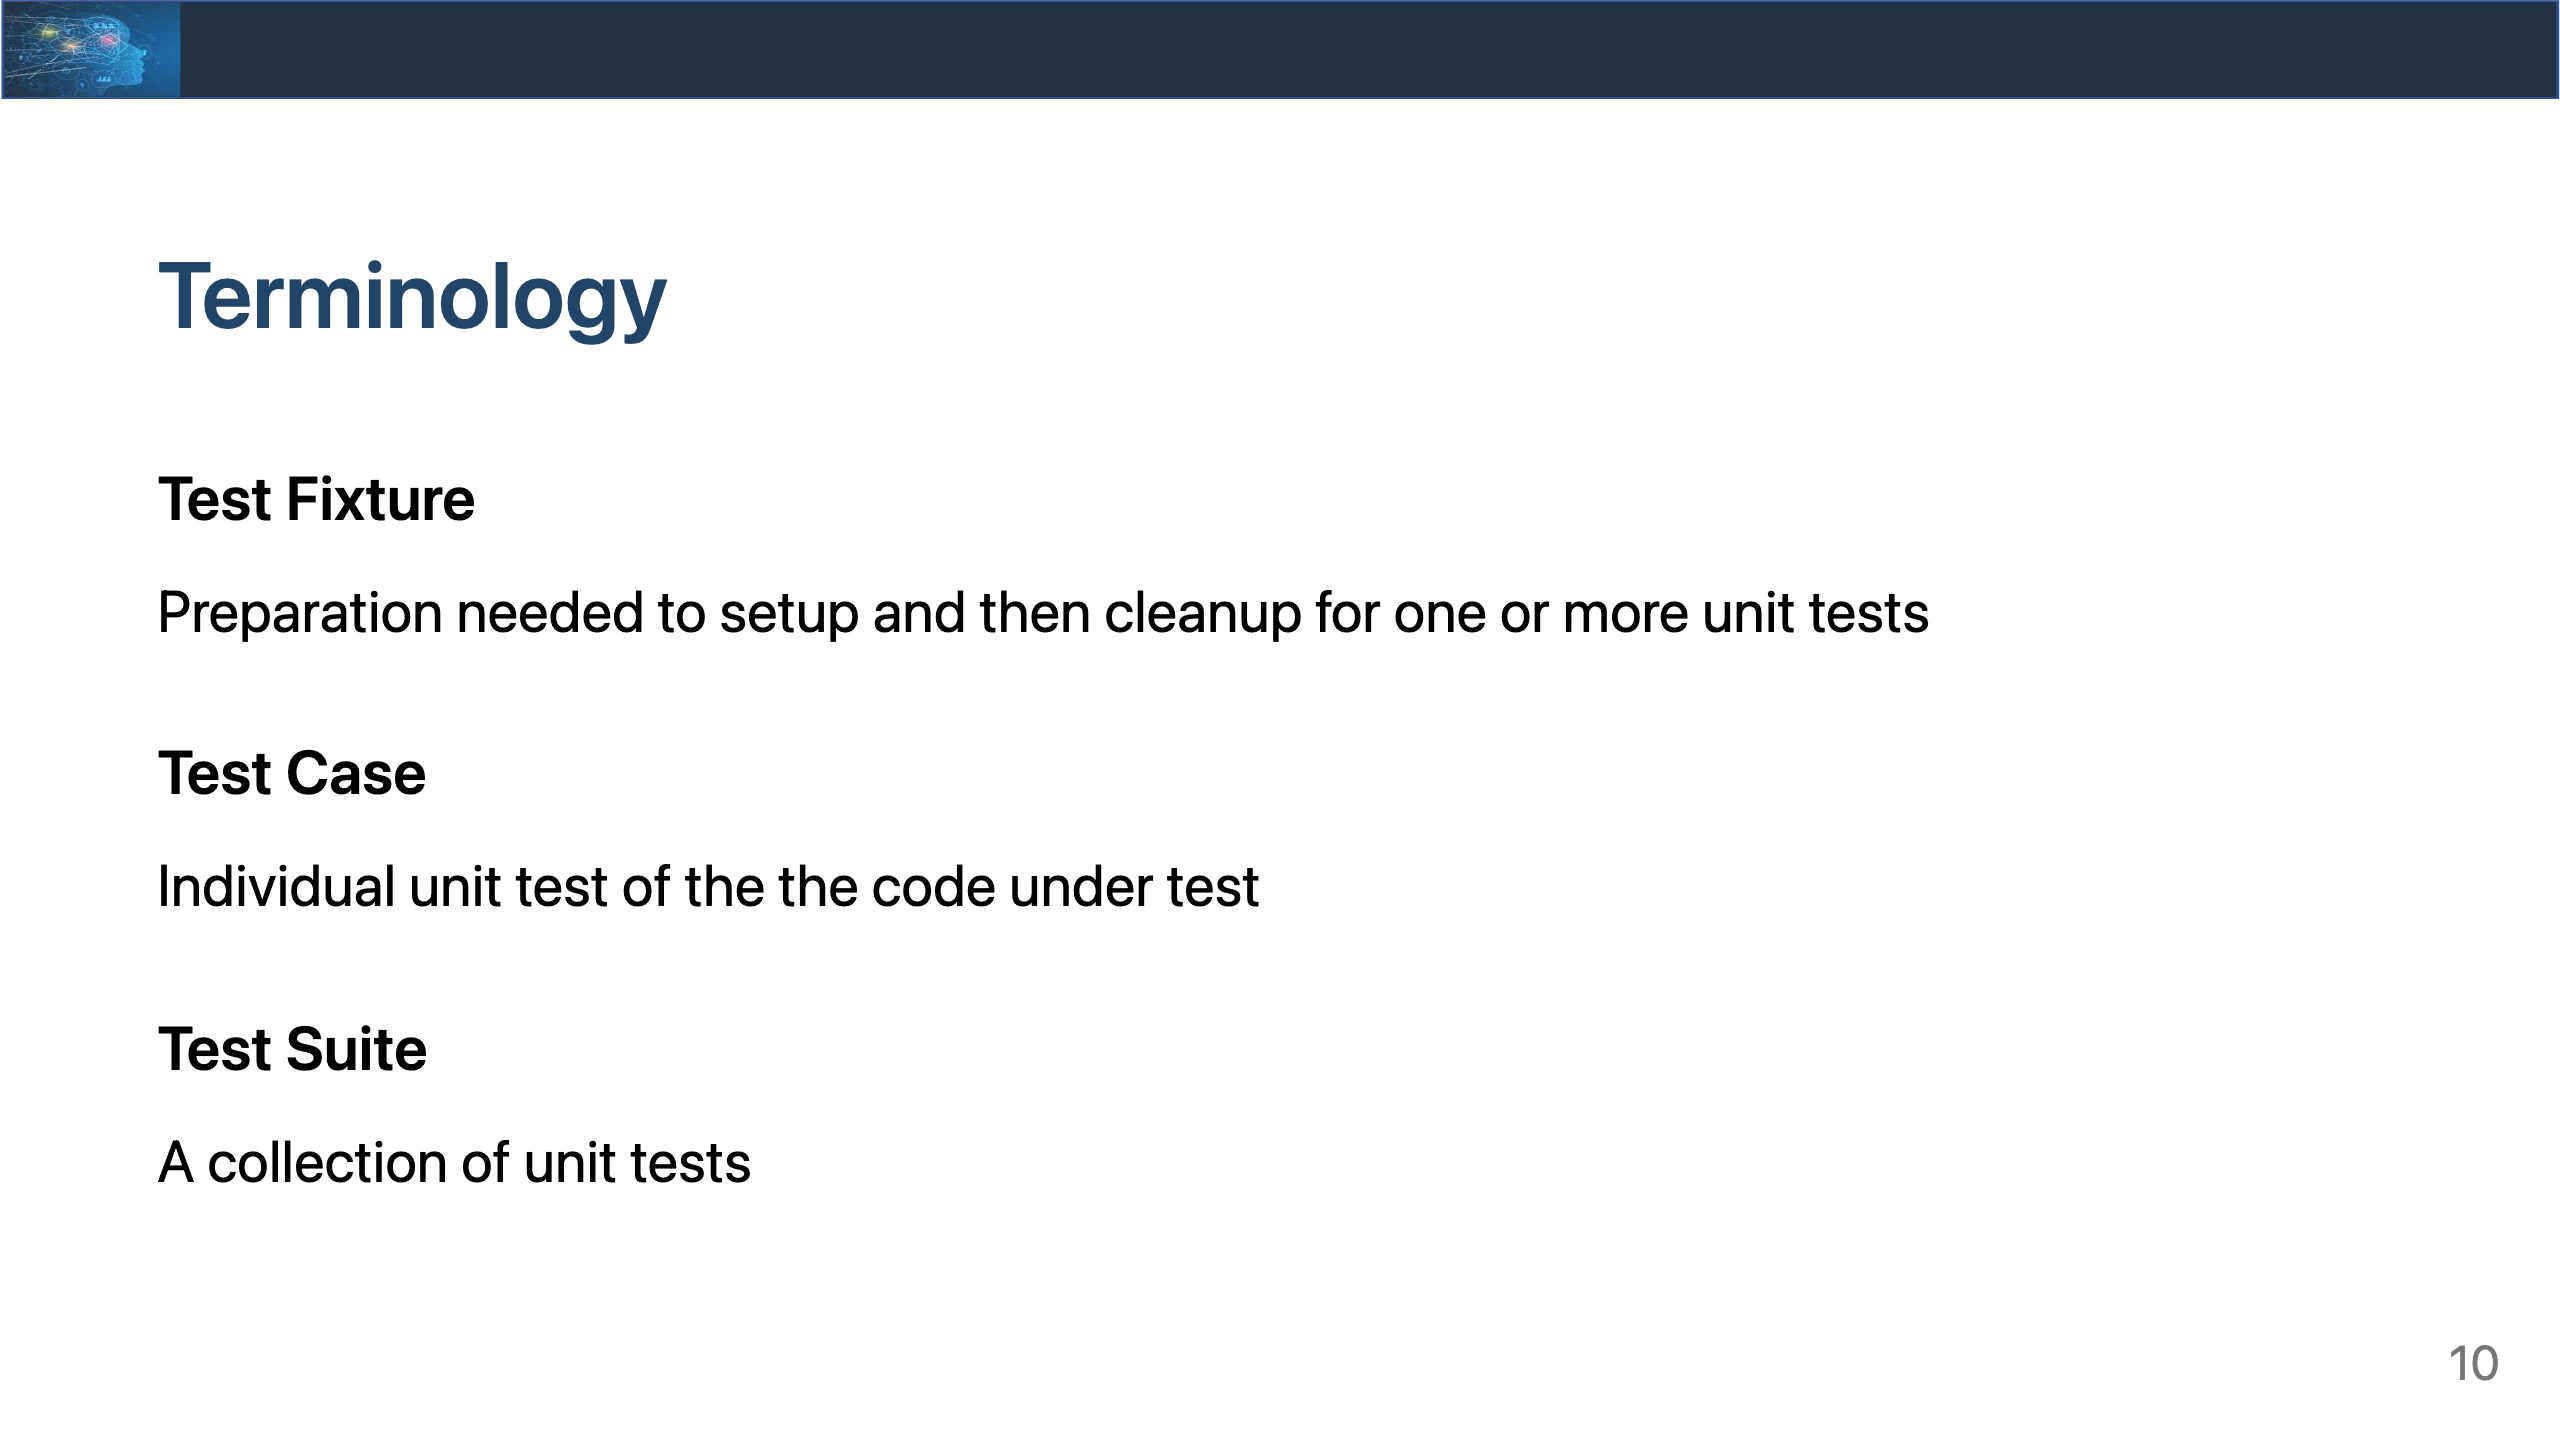 Terminology
Test Fixture
Preparation needed to setup and then cleanup for one or more unit tests
Test Case
Individual unit test of the the code under test
Test Suite
A collection of unit tests
10